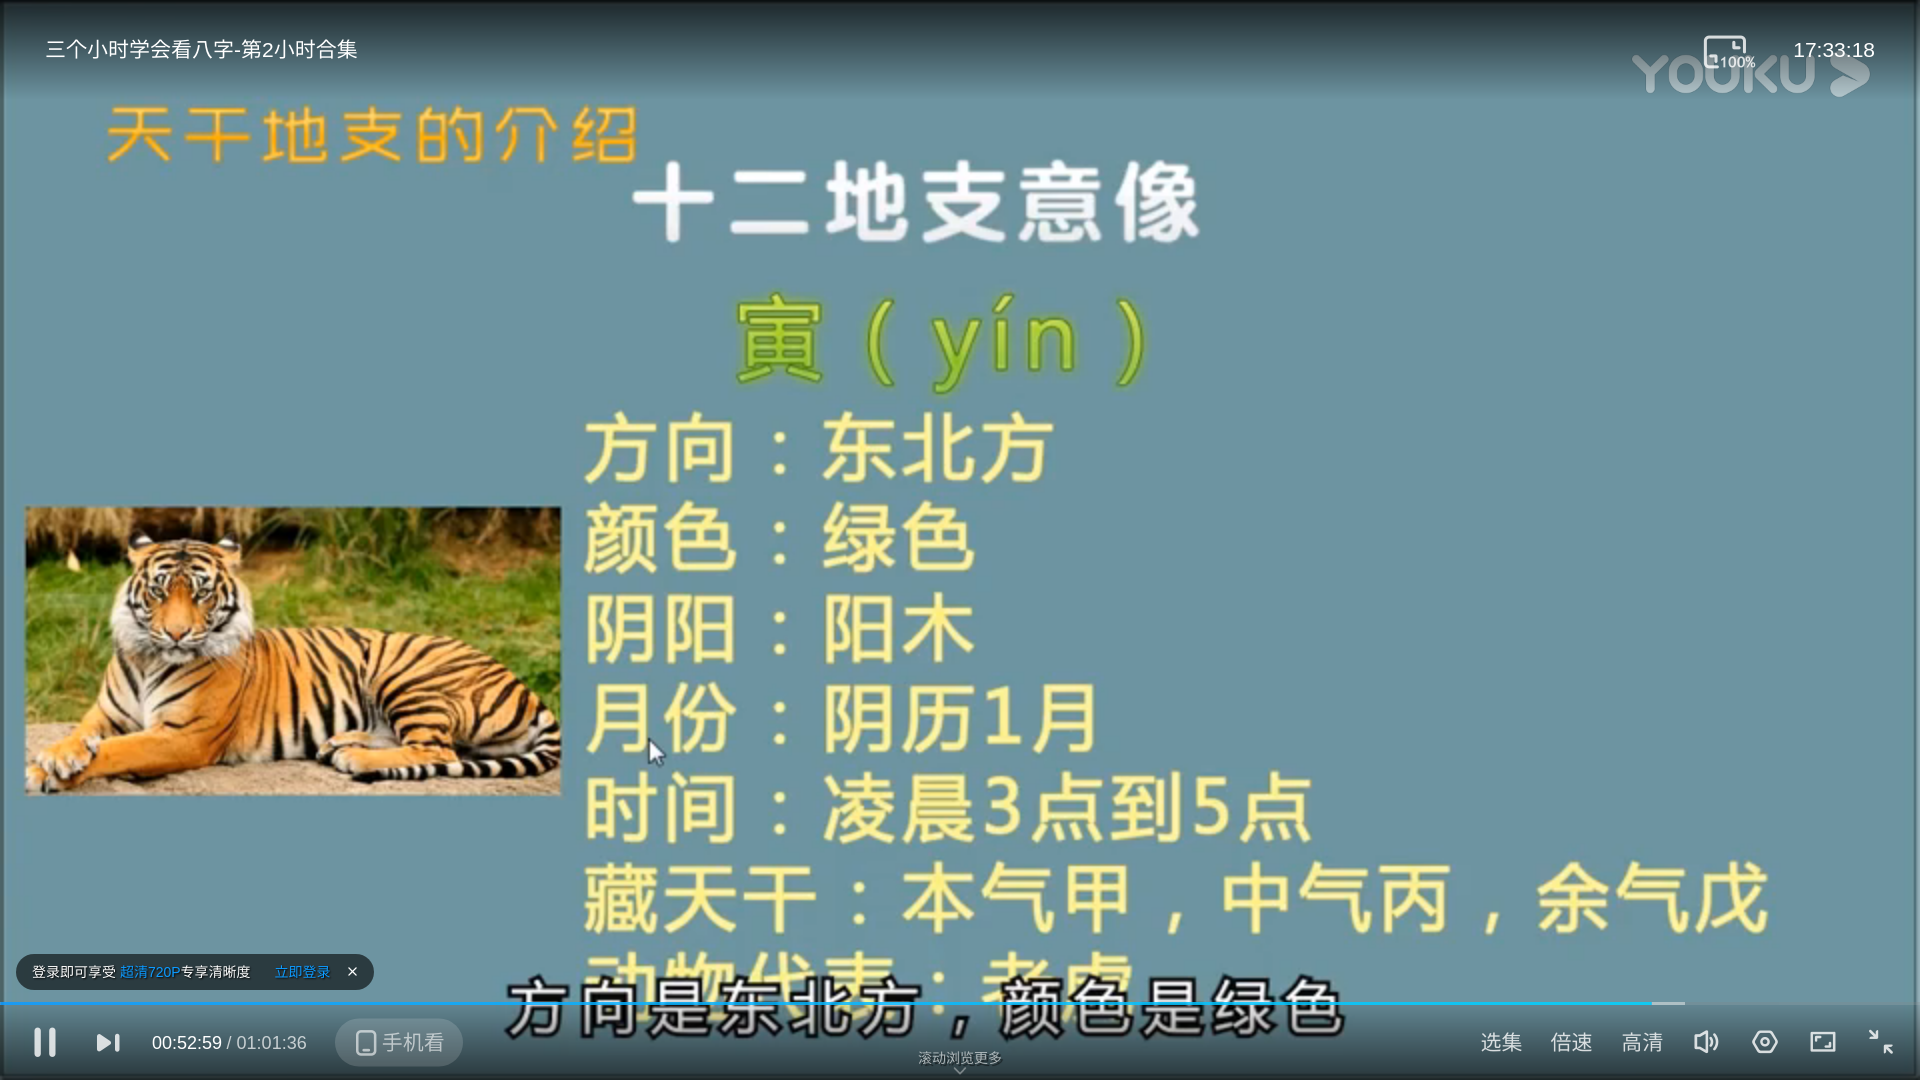 三个小时学会看八字-第2小时合集
100%
17:33:18
YOUKU
天干地支的介绍
十二地支意像
寅（yín）
方向：东北方
颜色：绿色
阴阳：阳木
月份：阴历1月
时间：凌晨3点到5点
藏天干：本气甲，中气丙，余气戊
动物代表：老虎
登录即可享受 超清720P专享清晰度 立即登录 ×
方向是东北方，颜色是绿色
00:52:59 / 01:01:36
手机看
选集 倍速 高清
滚动浏览更多